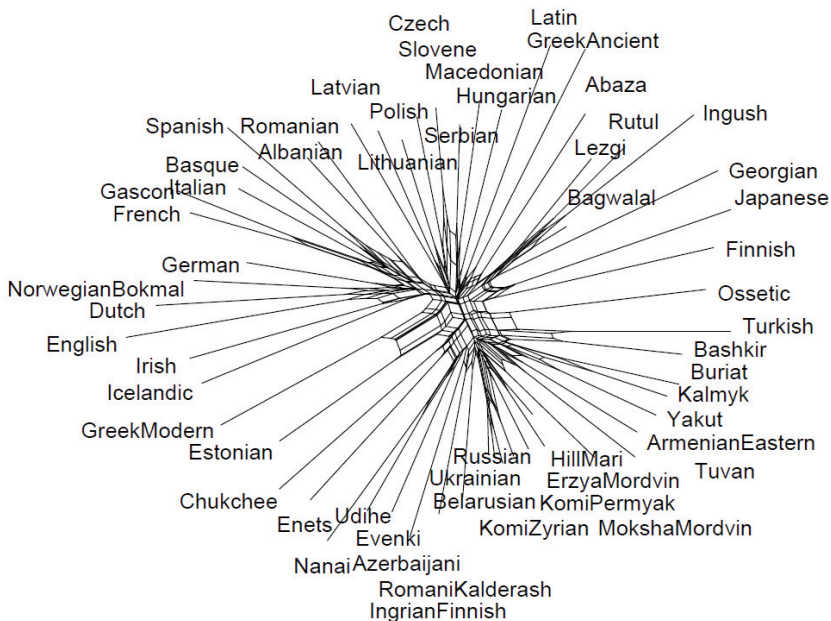 Czech
Latin
Slovene
GreekAncient
Macedonian
Latvian
Hungarian
Abaza
Polish
Ingush
Spanish
Romanian
Serbian
Rutul
Albanian
Lithuanian
Lezgi
Basque
Georgian
Gascon
Italian
Bagwalal
Japanese
French
Finnish
German
NorwegianBokmal
Ossetic
Dutch
Turkish
English
Bashkir
Irish
Buriat
Icelandic
Kalmyk
Yakut
GreekModern
ArmenianEastern
Estonian
Russian
HillMari
Tuvan
Ukrainian
ErzyaMordvin
Chukchee
Belarusian
KomiPermyak
Enets
Udihe
KomiZyrian
MokshaMordvin
Evenki
Nanai
Azerbaijani
RomaniKalderash
IngrianFinnish